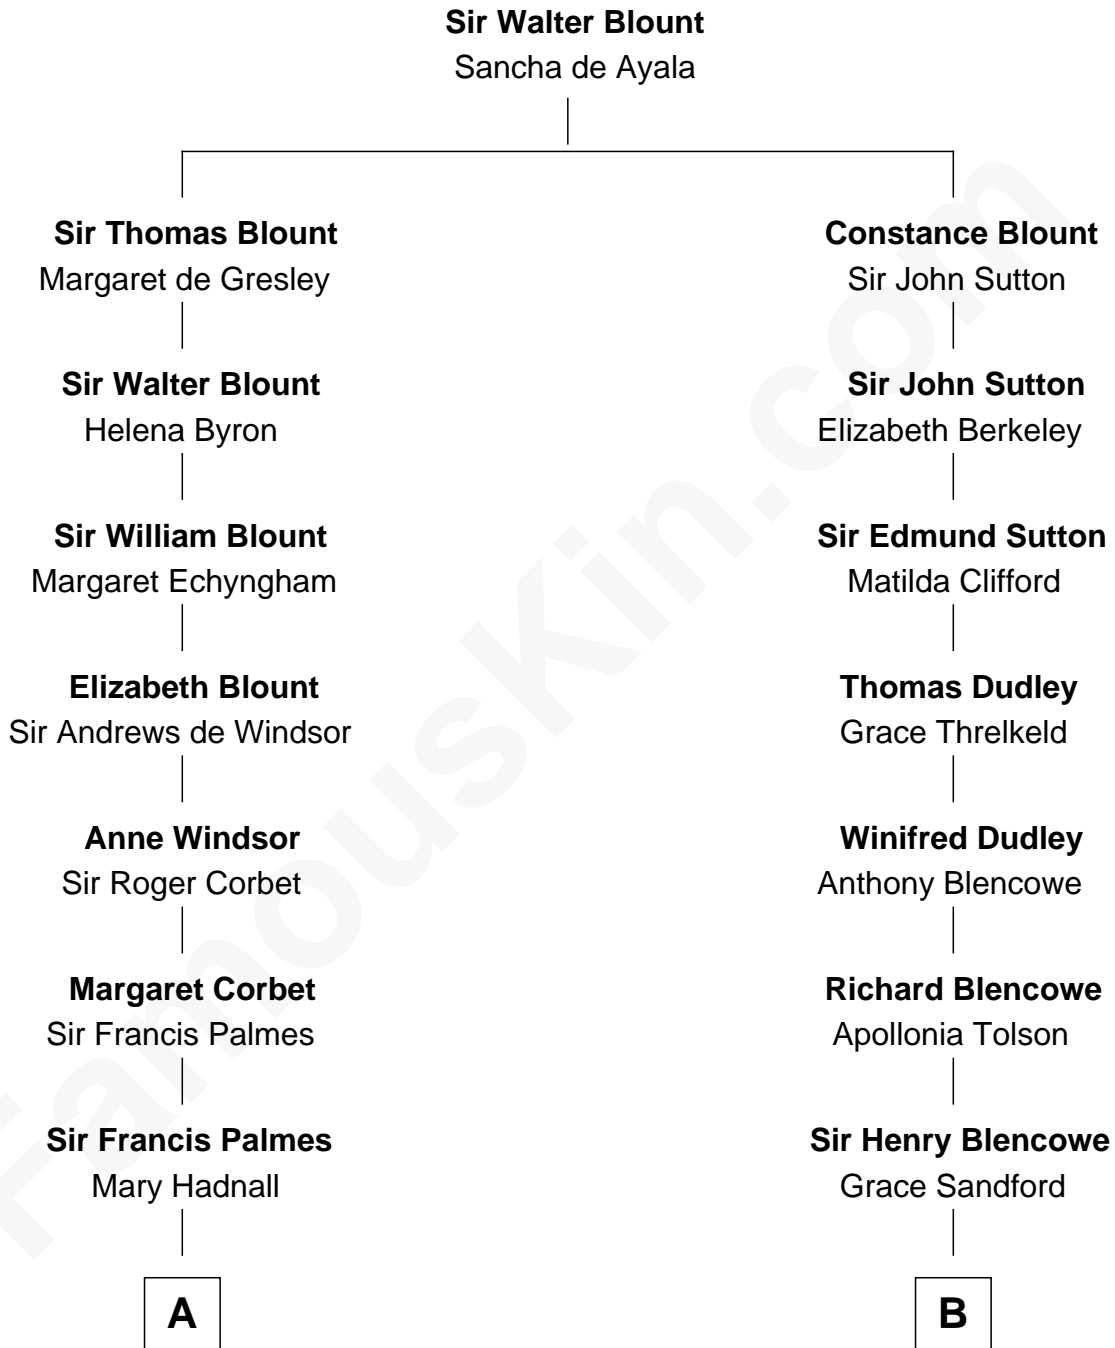 Sir Walter Blount
Sancha de Ayala
Sir Thomas Blount
Margaret de Gresley
Constance Blount
Sir John Sutton
Sir Walter Blount
Helena Byron
Sir John Sutton
Elizabeth Berkeley
Sir William Blount
Margaret Echyngham
Sir Edmund Sutton
Matilda Clifford
Elizabeth Blount
Sir Andrews de Windsor
Thomas Dudley
Grace Threlkeld
Anne Windsor
Sir Roger Corbet
Winifred Dudley
Anthony Blencowe
Margaret Corbet
Sir Francis Palmes
Richard Blencowe
Apollonia Tolson
Sir Francis Palmes
Mary Hadnall
Sir Henry Blencowe
Grace Sandford
A
B
FamousKin.com